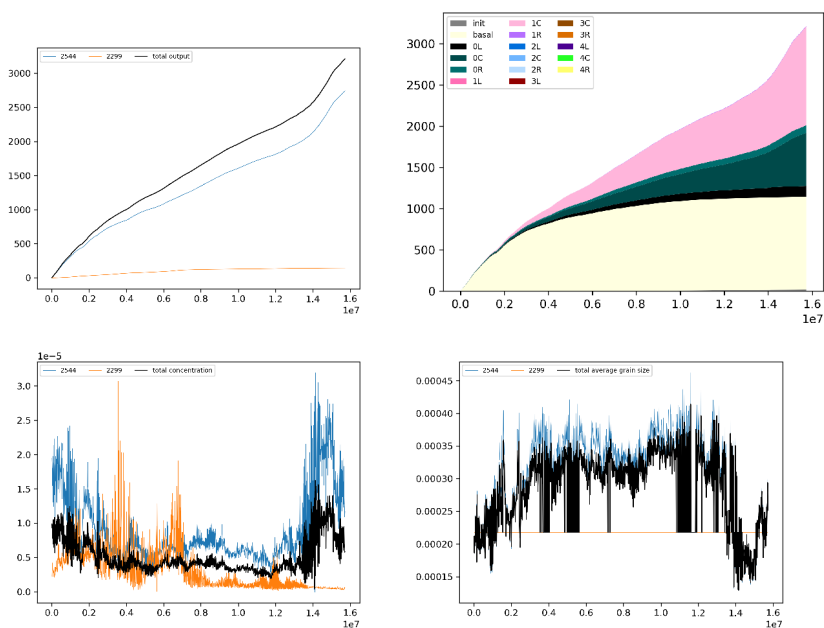 2544 2299 total output
3000
2500
2000
1500
1000
500
0
0.0 0.2 0.4 0.6 0.8 1.0 1.2 1.4 1.6
1e7
init 1C 3C
basal 1R 3R
0L 2L 4L
0C 2C 4C
0R 2R 4R
1L 3L
3000
2500
2000
1500
1000
500
0
0.0 0.2 0.4 0.6 0.8 1.0 1.2 1.4 1.6
1e7
1e−5
2544 2299 total concentration
3.0
2.5
2.0
1.5
1.0
0.5
0.0
0.0 0.2 0.4 0.6 0.8 1.0 1.2 1.4 1.6
1e7
2544 2299 total average grain size
0.00045
0.00040
0.00035
0.00030
0.00025
0.00020
0.00015
0.0 0.2 0.4 0.6 0.8 1.0 1.2 1.4 1.6
1e7